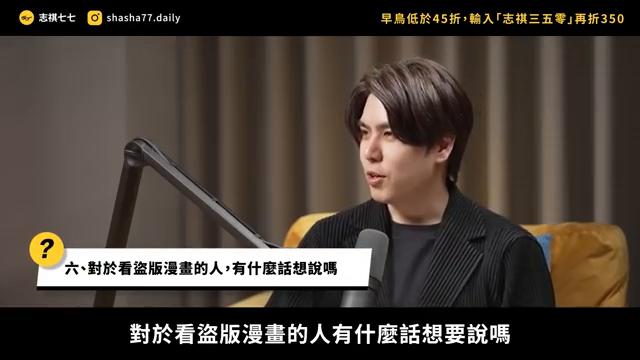 志祺七七
shasha77.daily
早鳥低於45折,輸入「志祺三五零」再折350
?
六、對於看盜版漫畫的人,有什麼話想說嗎
對於看盜版漫畫的人有什麼話想要說嗎